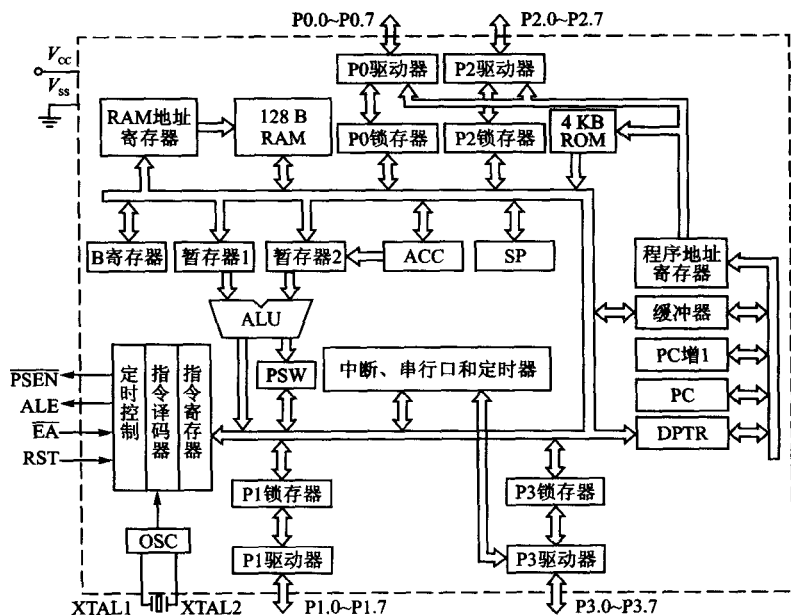 P0.0~P0.7
P2.0~P2.7
VCC
VSS
P0驱动器
P2驱动器
RAM地址
寄存器
128 B
RAM
P0锁存器
P2锁存器
4 KB
ROM
B寄存器
暂存器1
暂存器2
ACC
SP
程序地址
寄存器
缓冲器
ALU
PC增1
PSW
中断、串行口和定时器
PC
DPTR
PSEN
ALE
EA
RST
定时控制
指令译码器
指令寄存器
P1锁存器
P3锁存器
OSC
P1驱动器
P3驱动器
XTAL1
XTAL2
P1.0~P1.7
P3.0~P3.7